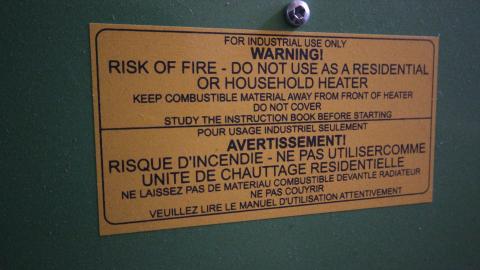 FOR INDUSTRIAL USE ONLY
WARNING!
RISK OF FIRE - DO NOT USE AS A RESIDENTIAL
OR HOUSEHOLD HEATER
KEEP COMBUSTIBLE MATERIAL AWAY FROM FRONT OF HEATER
DO NOT COVER
STUDY THE INSTRUCTION BOOK BEFORE STARTING
POUR USAGE INDUSTRIEL SEULEMENT
AVERTISSEMENT!
RISQUE D'INCENDIE - NE PAS UTILISERCOMME
UNITE DE CHAUTTAGE RESIDENTIELLE
NE LAISSEZ PAS DE MATERIAU COMBUSTIBLE DEVANTLE RADIATEUR
NE PAS COUYRIR
VEUILLEZ LIRE LE MANUEL D'UTILISATION ATTENTIVEMENT